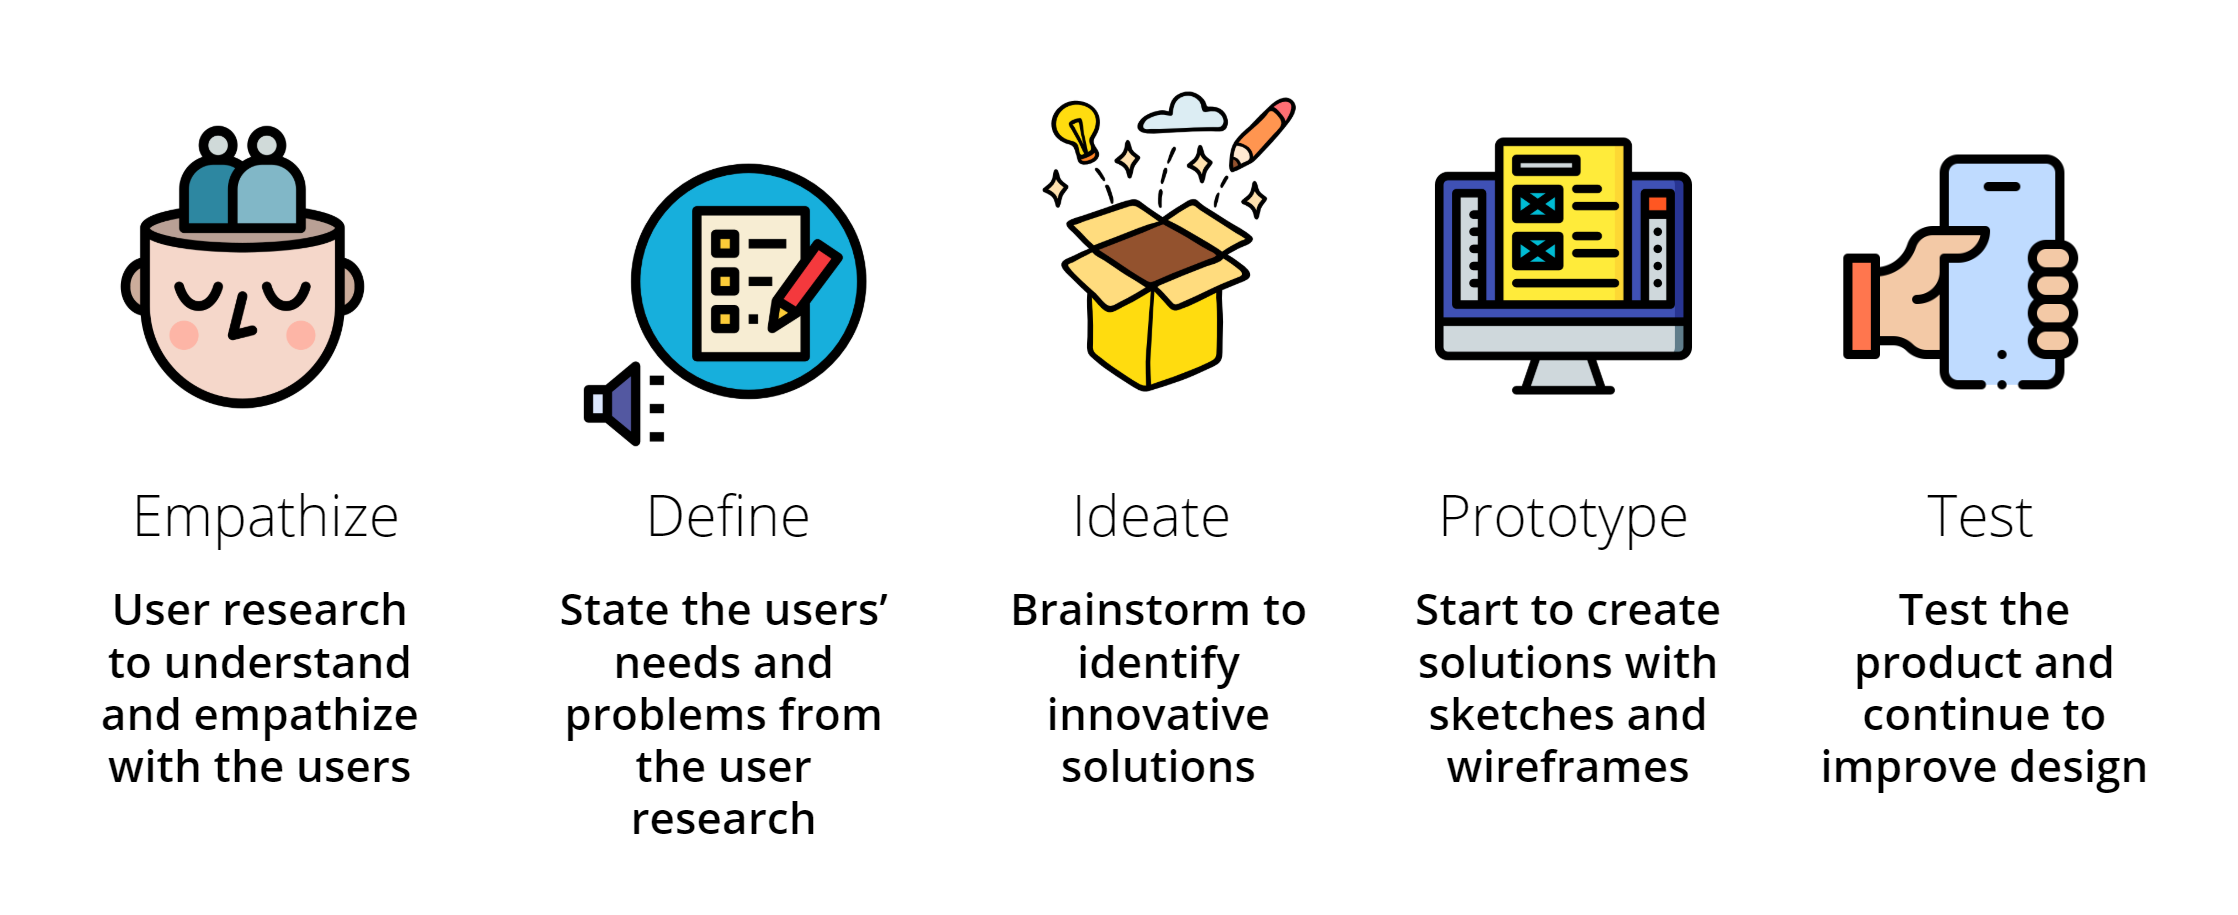 Empathize
User research
to understand
and empathize
with the users
Define
State the users’
needs and
problems from
the user
research
Ideate
Brainstorm to
identify
innovative
solutions
Prototype
Start to create
solutions with
sketches and
wireframes
Test
Test the
product and
continue to
improve design